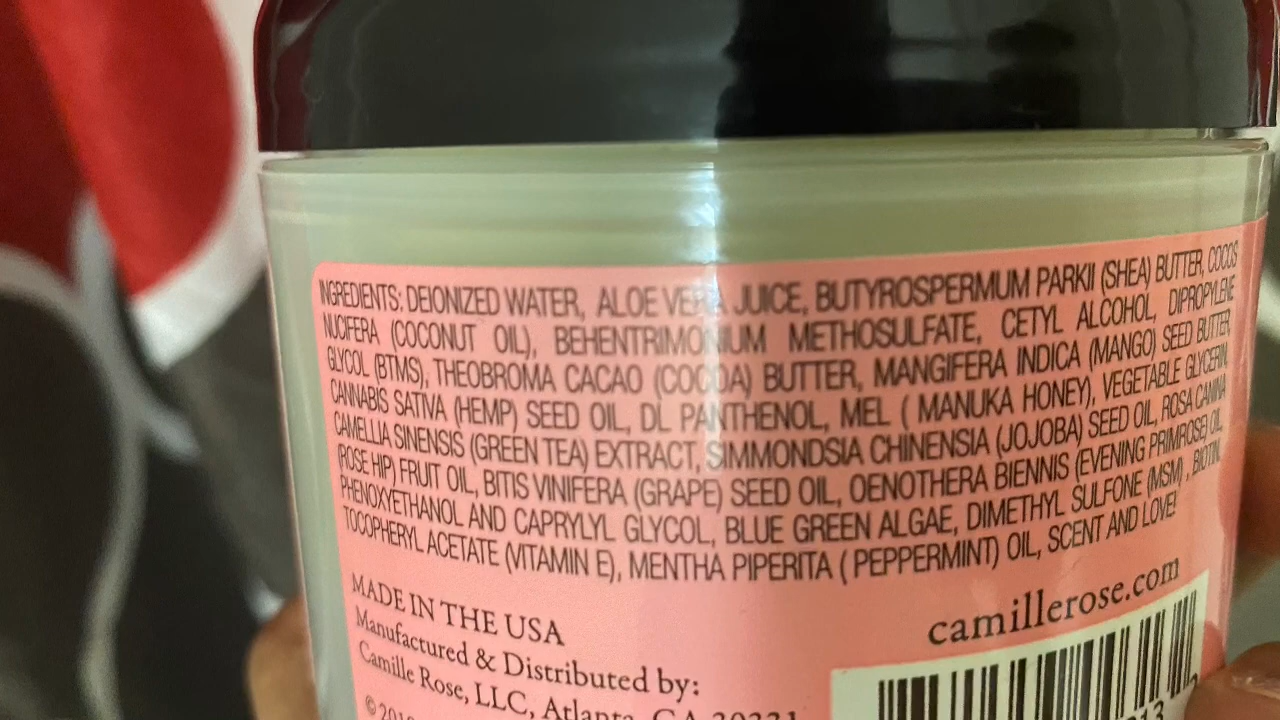 INGREDIENTS: DEIONIZED WATER, ALOE VERA JUICE, BUTYROSPERMUM PARKII (SHEA) BUTTER, COCOS
NUCIFERA (COCONUT OIL), BEHENTRIMONIUM METHOSULFATE, CETYL ALCOHOL, DIPROPYLENE
GLYCOL (BTMS), THEOBROMA CACAO (COCOA) BUTTER, MANGIFERA INDICA (MANGO) SEED BUTTER,
CANNABIS SATIVA (HEMP) SEED OIL, DL PANTHENOL, MEL ( MANUKA HONEY), VEGETABLE GLYCERIN,
CAMELLIA SINENSIS (GREEN TEA) EXTRACT, SIMMONDSIA CHINENSIA (JOJOBA) SEED OIL, ROSA CANINA
(ROSE HIP) FRUIT OIL, BITIS VINIFERA (GRAPE) SEED OIL, OENOTHERA BIENNIS (EVENING PRIMROSE) OIL,
PHENOXYETHANOL AND CAPRYLYL GLYCOL, BLUE GREEN ALGAE, DIMETHYL SULFONE (MSM) , BIOTIN,
TOCOPHERYL ACETATE (VITAMIN E), MENTHA PIPERITA ( PEPPERMINT) OIL, SCENT AND LOVE!
MADE IN THE USA
Manufactured & Distributed by:
Camille Rose, LLC, Atlanta, GA
camillerose.com